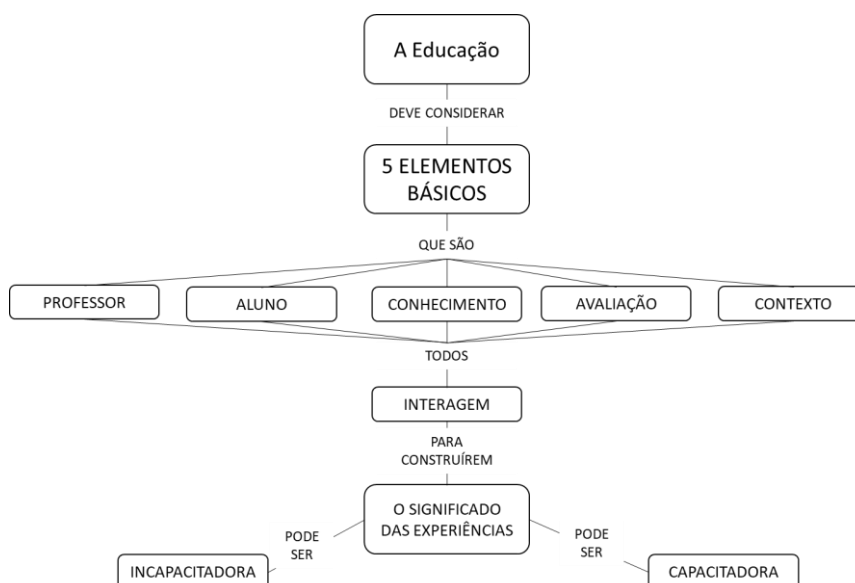 A Educação
DEVE CONSIDERAR
5 ELEMENTOS
BÁSICOS
QUE SÃO
PROFESSOR
ALUNO
CONHECIMENTO
AVALIAÇÃO
CONTEXTO
TODOS
INTERAGEM
PARA
CONSTRUÍREM
O SIGNIFICADO
DAS EXPERIÊNCIAS
PODE
SER
PODE
SER
INCAPACITADORA
CAPACITADORA